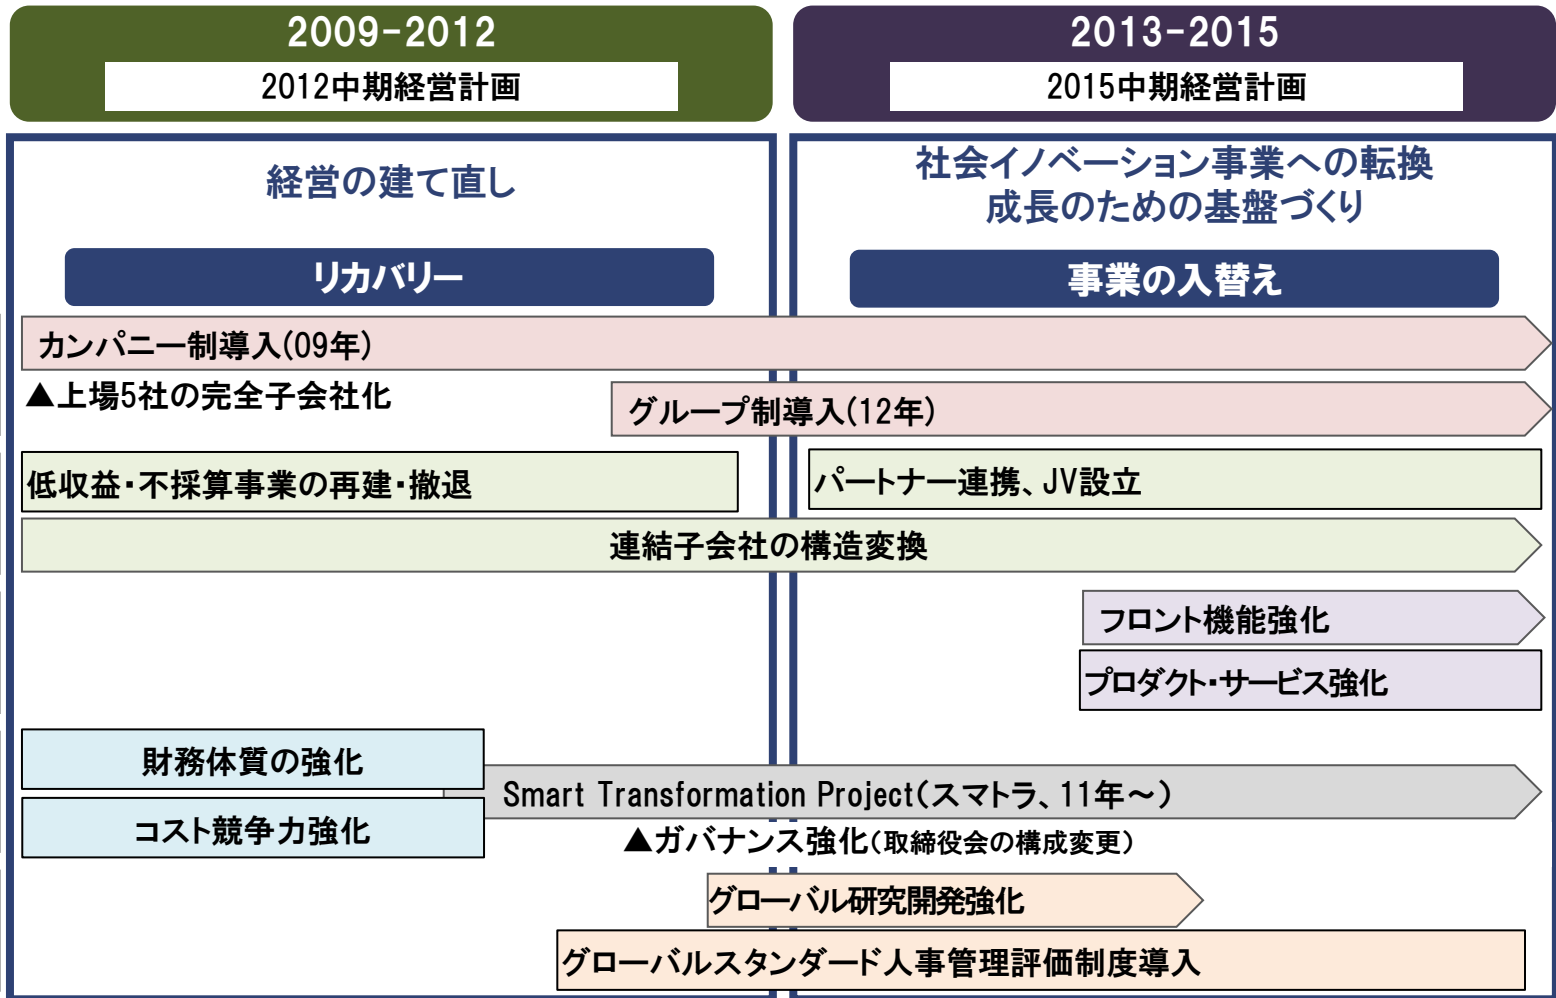 2009-2012
2012中期経営計画
2013-2015
2015中期経営計画
経営の建て直し
社会イノベーション事業への転換
成長のための基盤づくり
リカバリー
事業の入替え
カンパニー制導入(09年)
▲上場5社の完全子会社化
グループ制導入(12年)
低収益・不採算事業の再建・撤退
パートナー連携、JV設立
連結子会社の構造変換
フロント機能強化
プロダクト・サービス強化
財務体質の強化
Smart Transformation Project(スマトラ、11年～)
コスト競争力強化
▲ガバナンス強化(取締役会の構成変更)
グローバル研究開発強化
グローバルスタンダード人事管理評価制度導入